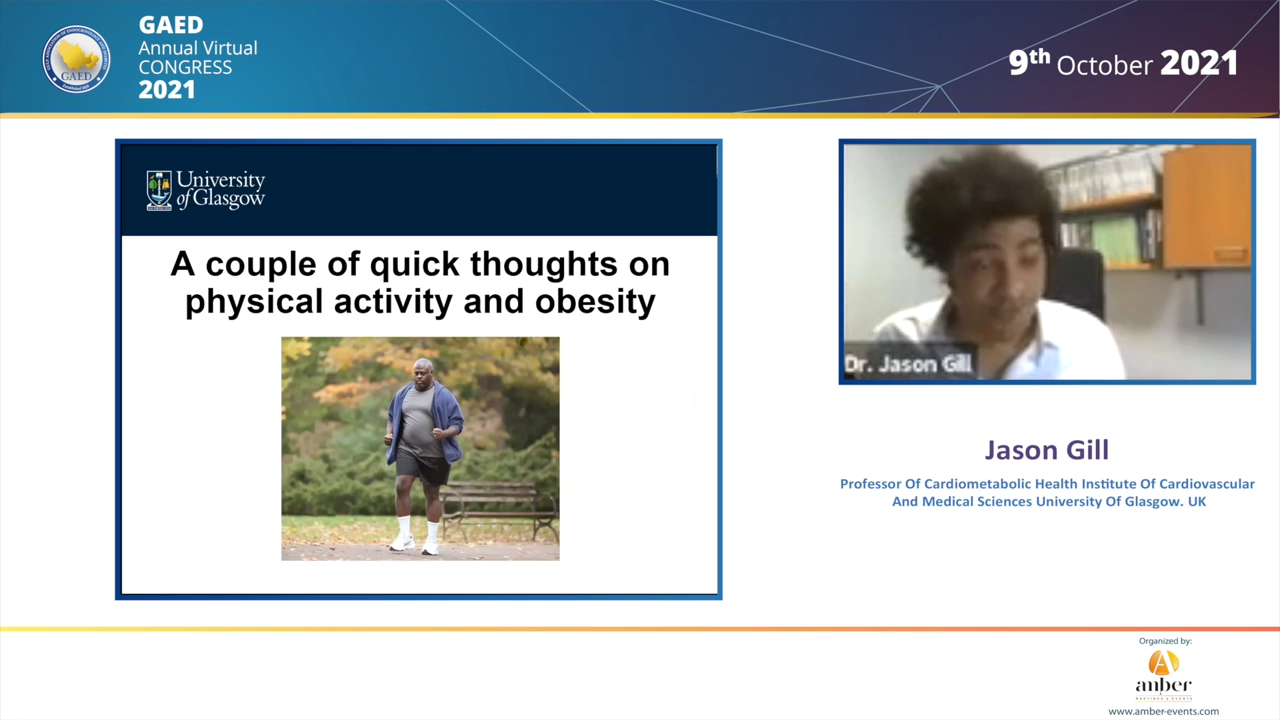 GAED
Annual Virtual
CONGRESS
2021
GAED
9th October 2021
University
of Glasgow
A couple of quick thoughts on
physical activity and obesity
Dr. Jason Gill
Jason Gill
Professor Of Cardiometabolic Health Institute Of Cardiovascular
And Medical Sciences University Of Glasgow. UK
Organized by:
A
amber
www.amber-events.com